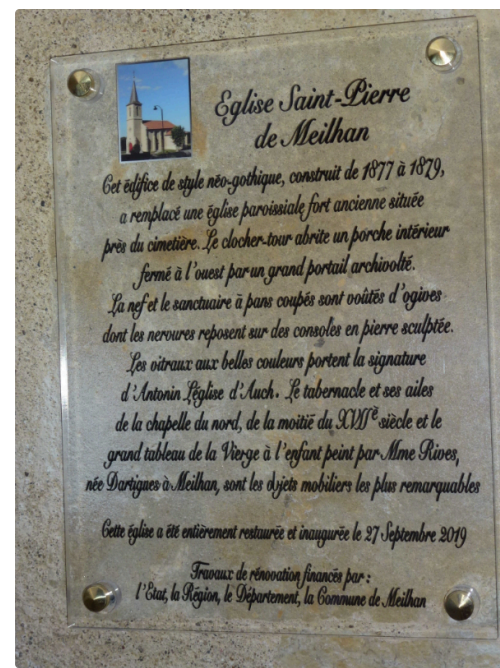 Eglise Saint-Pierre
de Meilhan
Cet édifice de style néo-gothique, construit de 1877 à 1879,
a remplacé une église paroissiale fort ancienne située
près du cimetière. Le clocher-tour abrite un porche intérieur
fermé à l'ouest par un grand portail archivolté.
La nef et le sanctuaire à pans coupés sont voûtés d'ogives
dont les nervures reposent sur des consoles en pierre sculptée.
Les vitraux aux belles couleurs portent la signature
d'Antonin Léglise d'Auch. Le tabernacle et ses ailes
de la chapelle du nord, de la moitié du XVIIè siècle et le
grand tableau de la Vierge à l'enfant peint par Mme Rives,
née Dartigues à Meilhan, sont les objets mobiliers les plus remarquables
Cette église a été entièrement restaurée et inaugurée le 27 Septembre 2019
Travaux de rénovation financés par :
l'Etat, la Région, le Département, la Commune de Meilhan